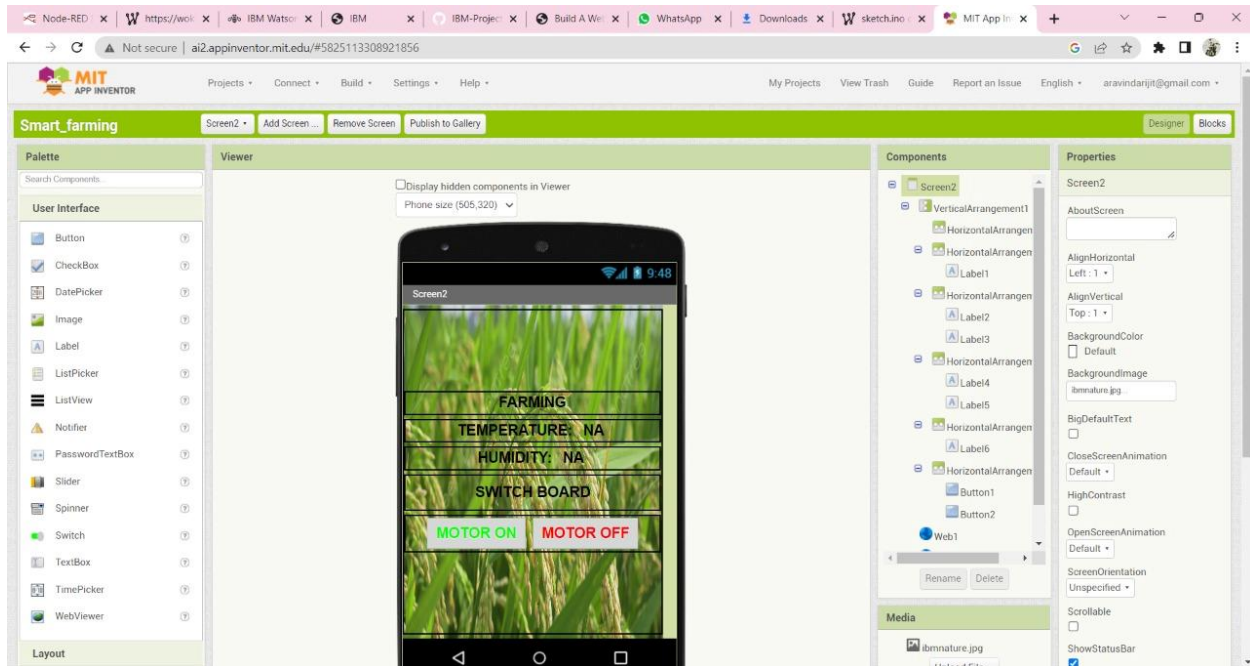 Node-RED
https://wok
IBM Watson
IBM
IBM-Project
Build A We
WhatsApp
Downloads
sketch.ino
MIT App In
Not secure | ai2.appinventor.mit.edu/#5825113308921856
MIT
APP INVENTOR
Projects Connect Build Settings Help
My Projects View Trash Guide Report an Issue English aravindarijit@gmail.com
Smart_farming
Screen2 Add Screen ... Remove Screen Publish to Gallery
Designer Blocks
Palette
Search Components...
User Interface
Button
CheckBox
DatePicker
Image
Label
ListPicker
ListView
Notifier
PasswordTextBox
Slider
Spinner
Switch
TextBox
TimePicker
WebViewer
Layout
Viewer
Display hidden components in Viewer
Phone size (505,320)
9:48
Screen2
FARMING
TEMPERATURE: NA
HUMIDITY: NA
SWITCH BOARD
MOTOR ON MOTOR OFF
Components
Screen2
VerticalArrangement1
HorizontalArrangen
HorizontalArrangen
Label1
HorizontalArrangen
Label2
Label3
HorizontalArrangen
Label4
Label5
HorizontalArrangen
Label6
HorizontalArrangen
Button1
Button2
Web1
Rename Delete
Media
ibmnature.jpg
Properties
Screen2
AboutScreen
AlignHorizontal
Left : 1
AlignVertical
Top : 1
BackgroundColor
Default
BackgroundImage
ibmnature.jpg...
BigDefaultText
CloseScreenAnimation
Default
HighContrast
OpenScreenAnimation
Default
ScreenOrientation
Unspecified
Scrollable
ShowStatusBar